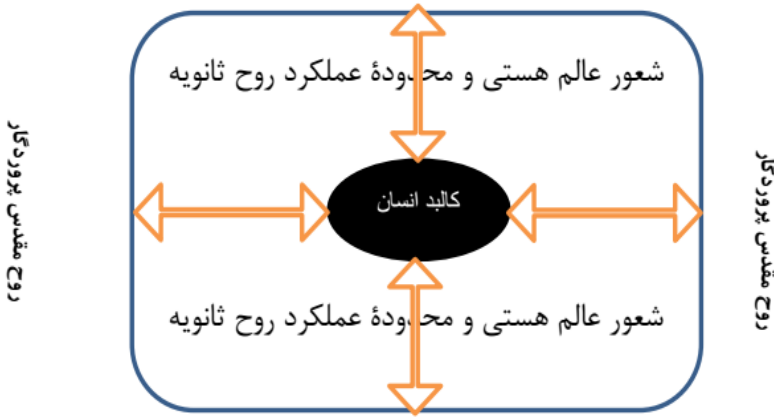 شعور عالم هستی و محدودهٔ عملکرد روح ثانویه
روح مقدس پروردگار
کالبد انسان
روح مقدس پروردگار
شعور عالم هستی و محدودهٔ عملکرد روح ثانویه